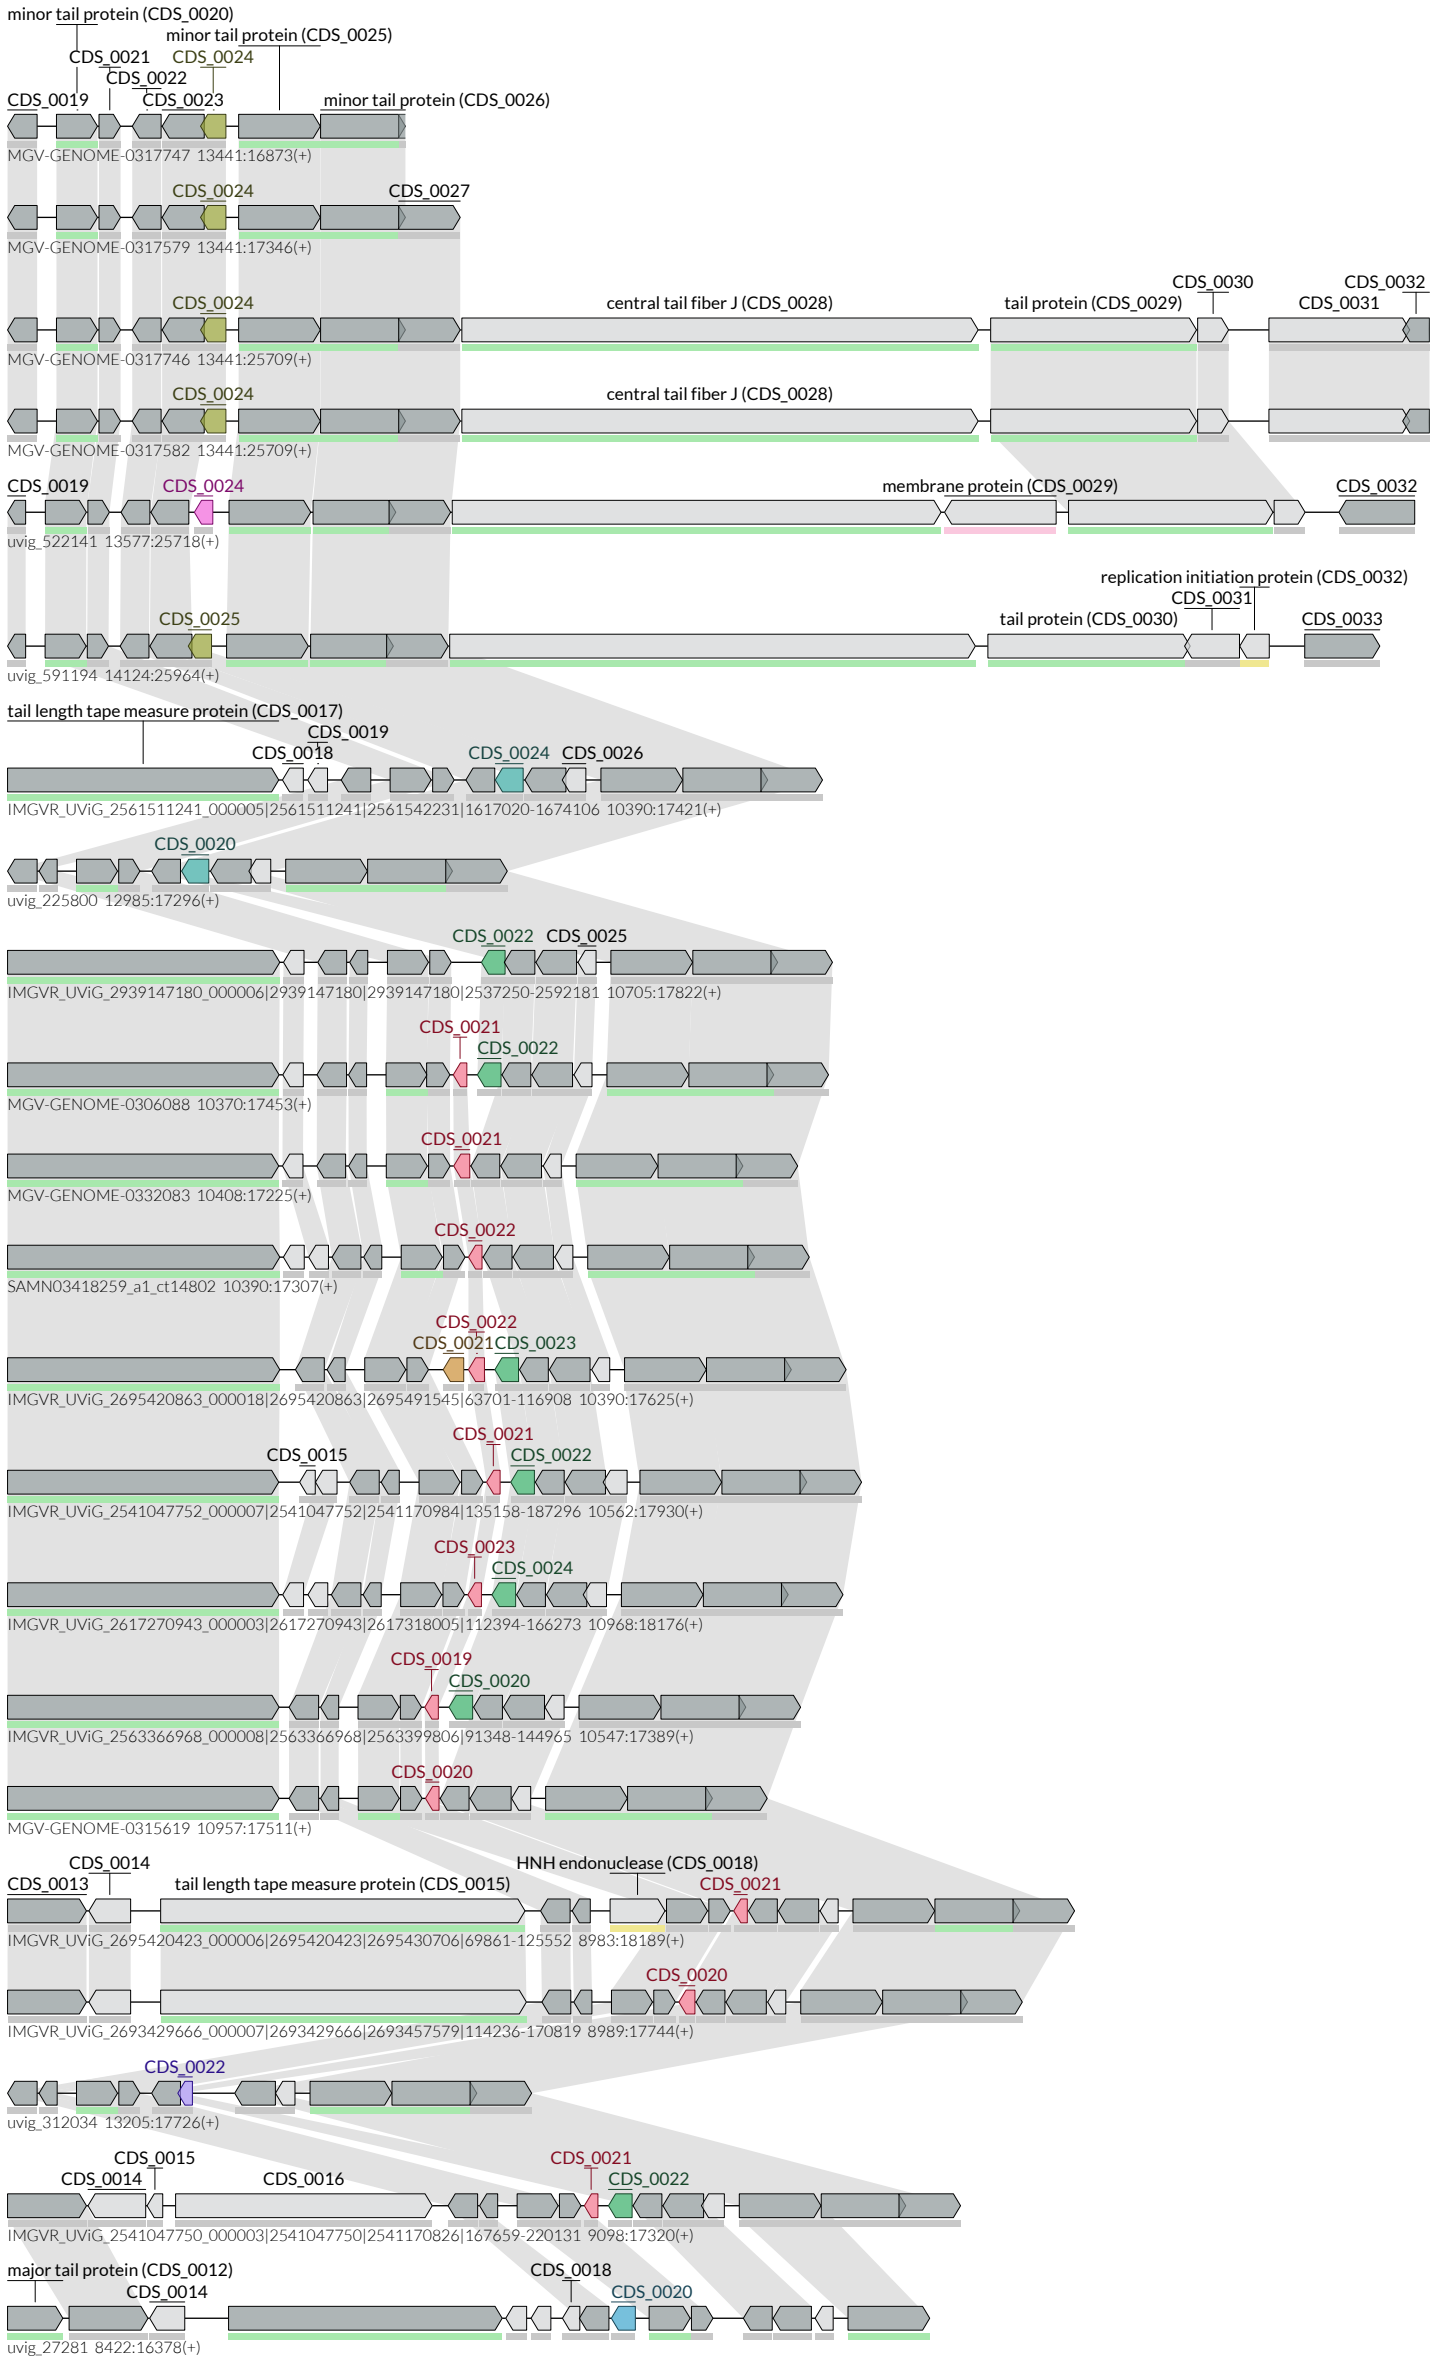 minor tail protein (CDS_0020)
minor tail protein (CDS_0025)
CDS_0021
CDS_0024
CDS_0022
CDS_0019
CDS_0023
minor tail protein (CDS_0026)
MGV-GENOME-0317747 13441:16873(+)
CDS_0024
CDS_0027
MGV-GENOME-0317579 13441:17346(+)
CDS_0030
CDS_0032
CDS_0024
central tail fiber J (CDS_0028)
tail protein (CDS_0029)
CDS_0031
MGV-GENOME-0317746 13441:25709(+)
CDS_0024
central tail fiber J (CDS_0028)
MGV-GENOME-0317582 13441:25709(+)
CDS_0019
CDS_0024
membrane protein (CDS_0029)
CDS_0032
uvig_522141 13577:25718(+)
replication initiation protein (CDS_0032)
CDS_0031
CDS_0025
tail protein (CDS_0030)
CDS_0033
uvig_591194 14124:25964(+)
tail length tape measure protein (CDS_0017)
CDS_0019
CDS_0018
CDS_0024
CDS_0026
IMGVR_UViG_2561511241_000005|2561511241|2561542231|1617020-1674106 10390:17421(+)
CDS_0020
uvig_225800 12985:17296(+)
CDS_0022
CDS_0025
IMGVR_UViG_2939147180_000006|2939147180|2939147180|2537250-2592181 10705:17822(+)
CDS_0021
CDS_0022
MGV-GENOME-0306088 10370:17453(+)
CDS_0021
MGV-GENOME-0332083 10408:17225(+)
CDS_0022
SAMN03418259_a1_ct14802 10390:17307(+)
CDS_0022
CDS_0021
CDS_0023
IMGVR_UViG_2695420863_000018|2695420863|2695491545|63701-116908 10390:17625(+)
CDS_0021
CDS_0015
CDS_0022
IMGVR_UViG_2541047752_000007|2541047752|2541170984|135158-187296 10562:17930(+)
CDS_0023
CDS_0024
IMGVR_UViG_2617270943_000003|2617270943|2617318005|112394-166273 10968:18176(+)
CDS_0019
CDS_0020
IMGVR_UViG_2563366968_000008|2563366968|2563399806|91348-144965 10547:17389(+)
CDS_0020
MGV-GENOME-0315619 10957:17511(+)
CDS_0014
HNH endonuclease (CDS_0018)
CDS_0013
tail length tape measure protein (CDS_0015)
CDS_0021
IMGVR_UViG_2695420423_000006|2695420423|2695430706|69861-125552 8983:18189(+)
CDS_0020
IMGVR_UViG_2693429666_000007|2693429666|2693457579|114236-170819 8989:17744(+)
CDS_0022
uvig_312034 13205:17726(+)
CDS_0015
CDS_0021
CDS_0014
CDS_0016
CDS_0022
IMGVR_UViG_2541047750_000003|2541047750|2541170826|167659-220131 9098:17320(+)
major tail protein (CDS_0012)
CDS_0018
CDS_0014
CDS_0020
uvig_27281 8422:16378(+)